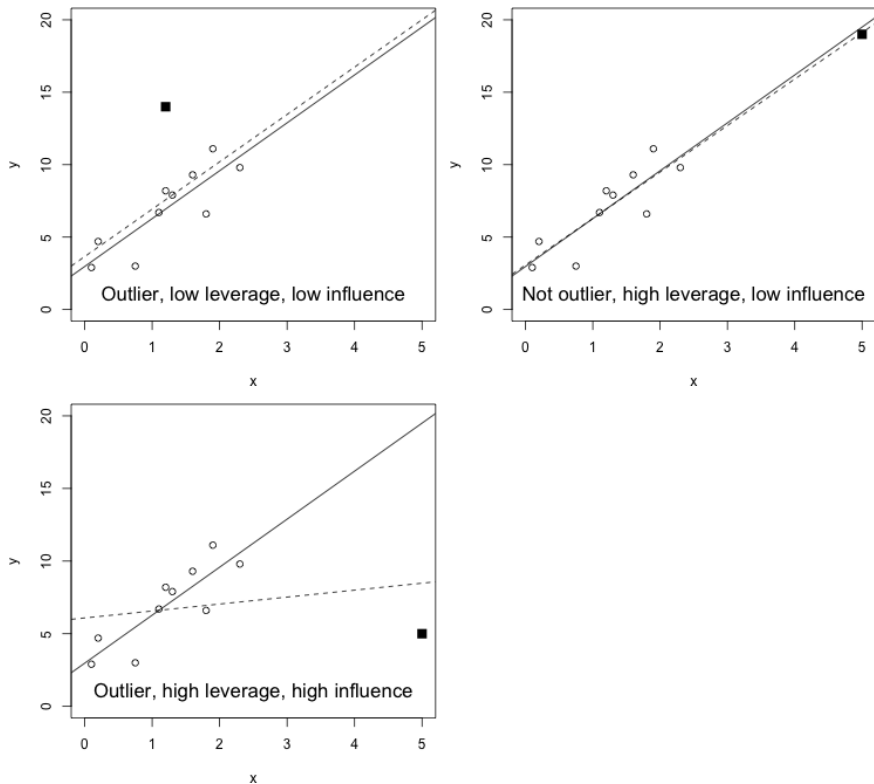 20
15
10
5
0
y
Outlier, low leverage, low influence
0 1 2 3 4 5
x
20
15
10
5
0
y
Not outlier, high leverage, low influence
0 1 2 3 4 5
x
20
15
10
5
0
y
Outlier, high leverage, high influence
0 1 2 3 4 5
x